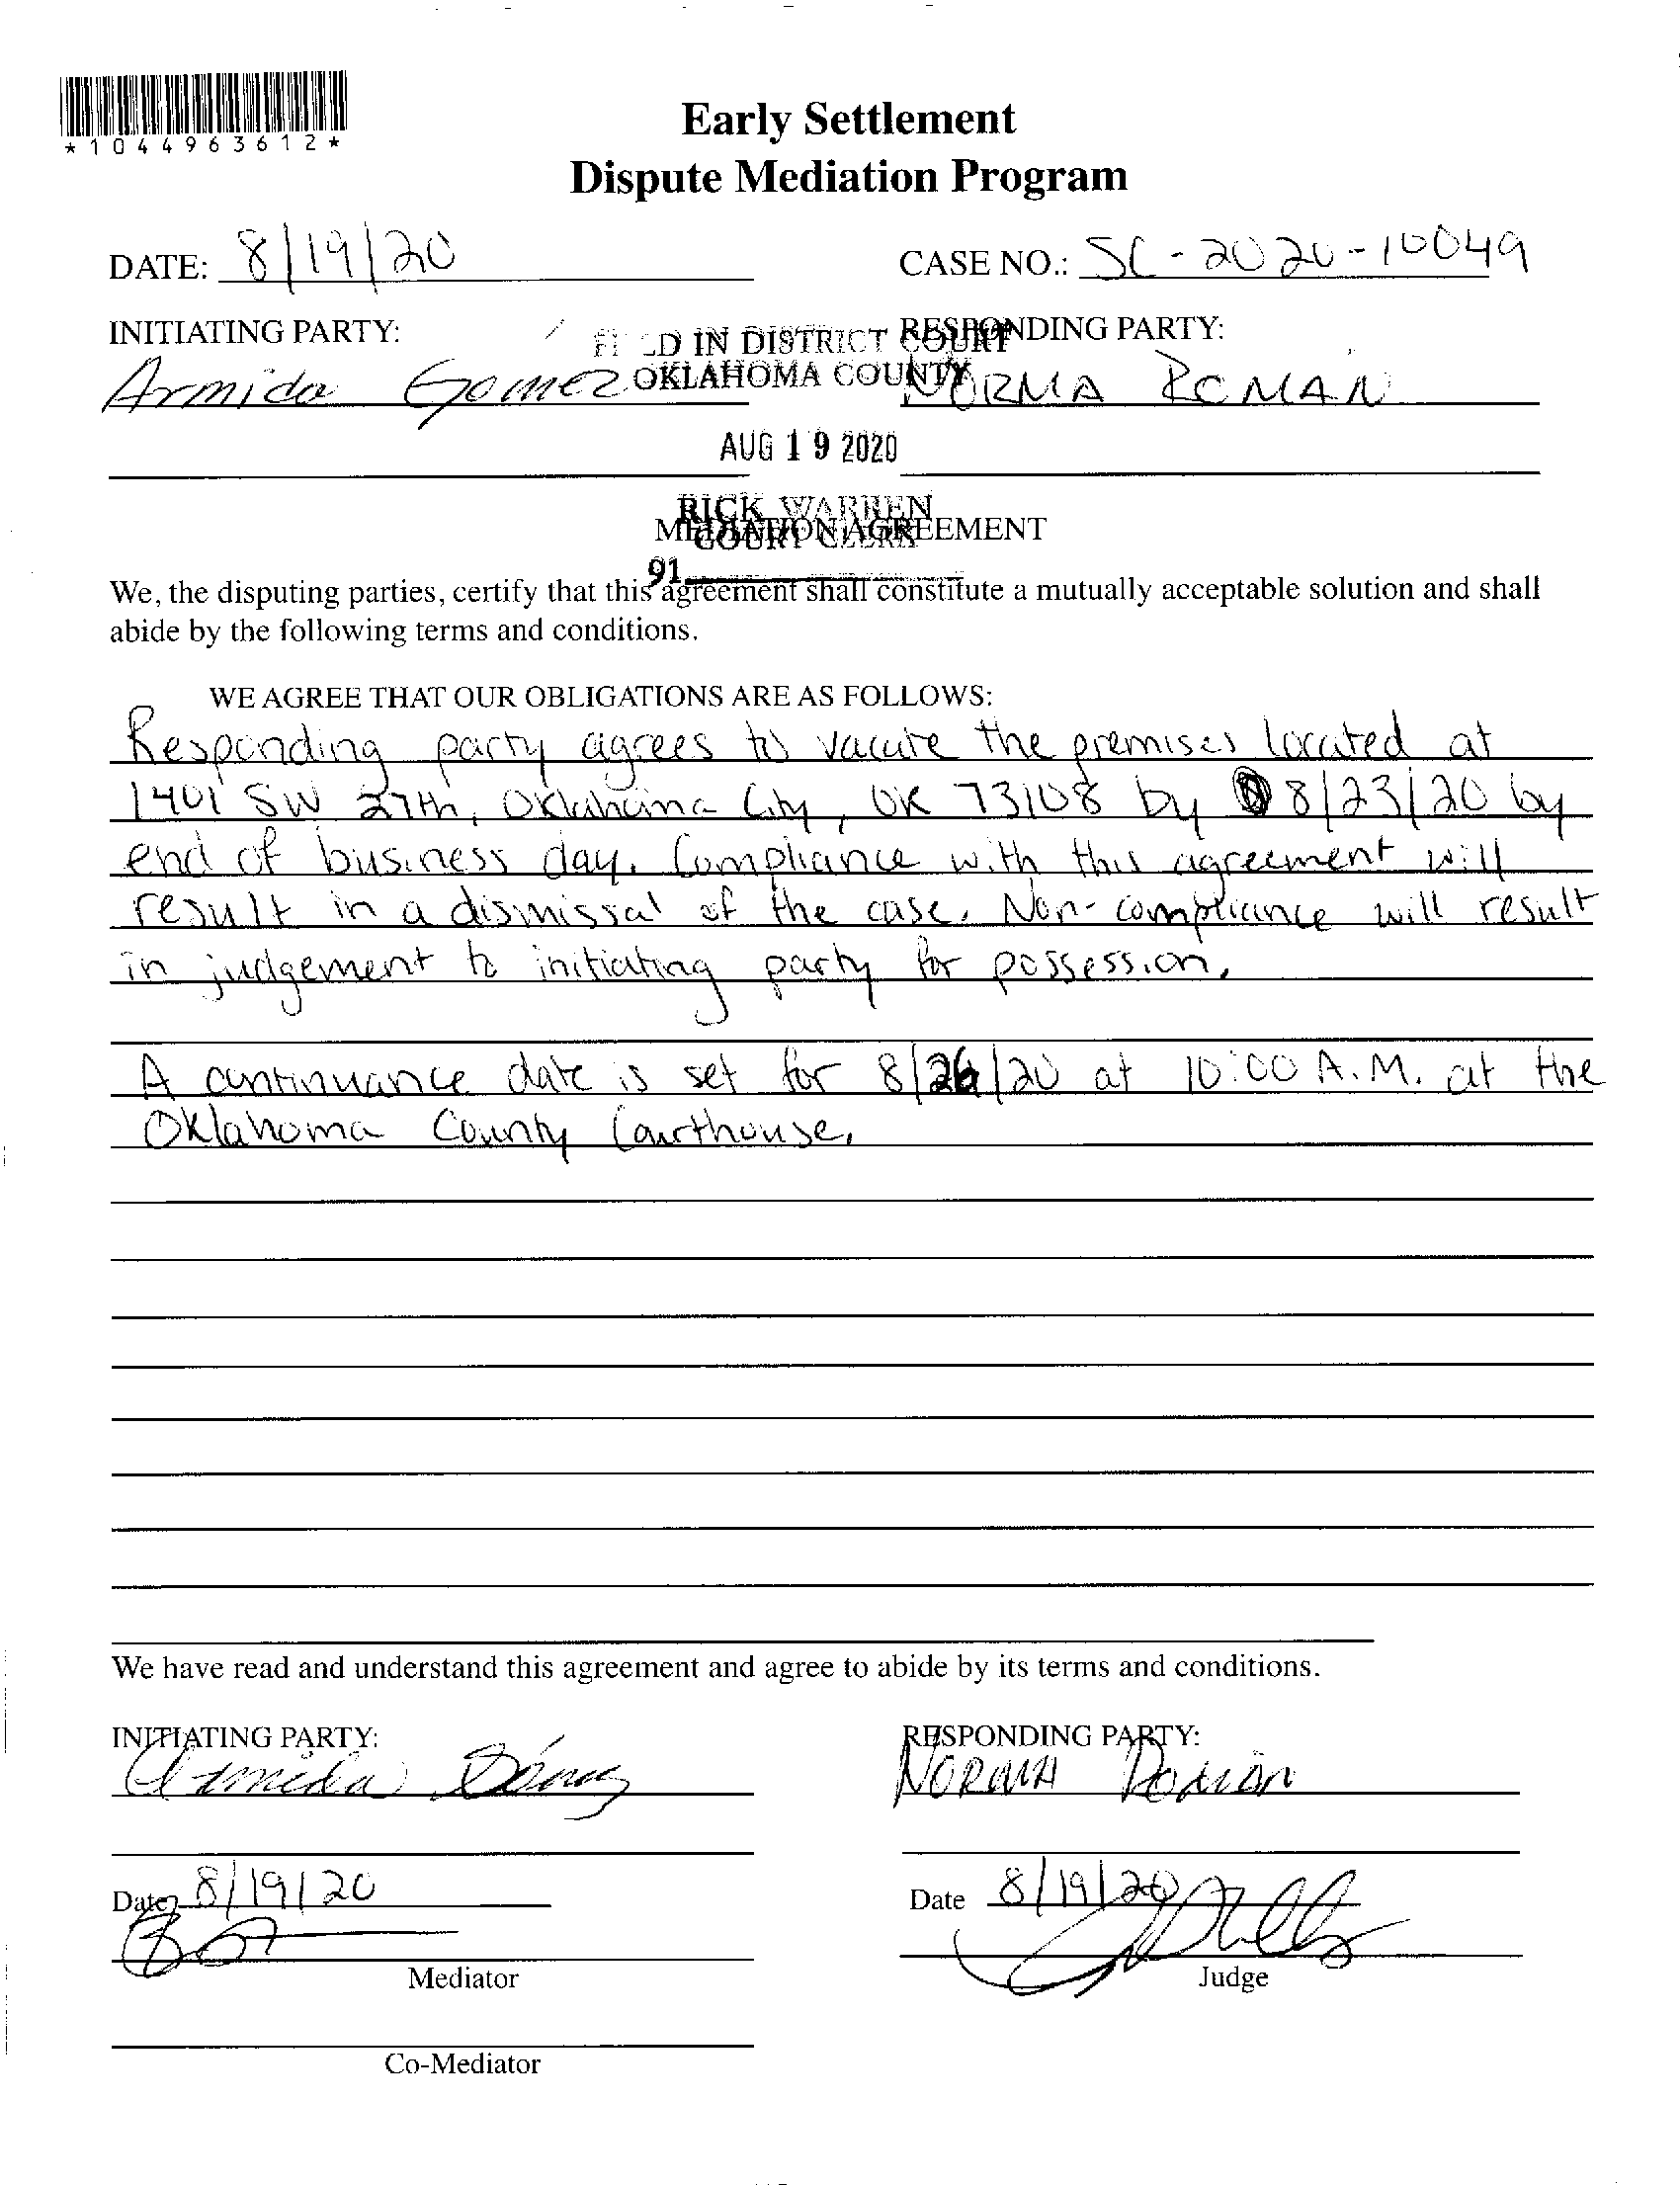 *1044963612*
Early Settlement
Dispute Mediation Program
DATE: 8/19/20 CASE NO.: SC-2020-10049
INITIATING PARTY: RESPONDING PARTY:
IN DISTRICT COURT
Armida Gomez NORMA ROMAN
OKLAHOMA COUNTY
AUG 19 2020
RICK WARREN
COURT CLERK
MEDIATION AGREEMENT
91
We, the disputing parties, certify that this agreement shall constitute a mutually acceptable solution and shall
abide by the following terms and conditions.
WE AGREE THAT OUR OBLIGATIONS ARE AS FOLLOWS:
Responding party agrees to vacate the premises located at
1401 SW 27th, Oklahoma City, OK 73108 by 8/23/20 by
end of business day. Compliance with this agreement will
result in a dismissal of the case. Non-compliance will result
in judgement to initiating party for possession.
A continuance date is set for 8/26/20 at 10:00 A.M. at the
Oklahoma County Courthouse.
We have read and understand this agreement and agree to abide by its terms and conditions.
INITIATING PARTY: RESPONDING PARTY:
Armida Gómez NORMA Román
Date 8/19/20 Date 8/19/20
Mediator Judge
Co-Mediator